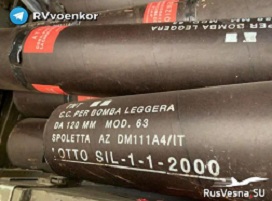 RVvoenkor
C.C. PER BOMBA LEGGERA
DA 120 MM MOD. 63
SPOLETTA AZ DM111A4/IT
OTTO SIL-1-1-2000
RusVesna.SU